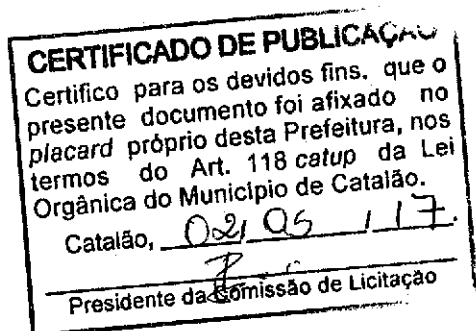 CERTIFICADO DE PUBLICAÇÃO
Certifico para os devidos fins, que o
presente documento foi afixado no
placard próprio desta Prefeitura, nos
termos do Art. 118 catup da Lei
Orgânica do Município de Catalão.
Catalão, 02/05/17.
Presidente da Comissão de Licitação